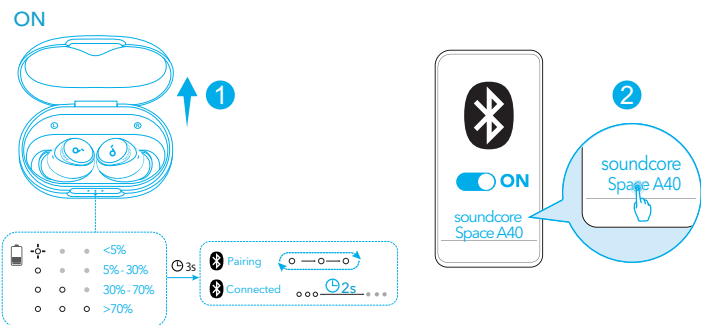 ON
1
L
R
<5%
5% - 30%
30% - 70%
>70%
3s
Pairing
Connected
2s
2
ON
soundcore
Space A40
soundcore
Space A40